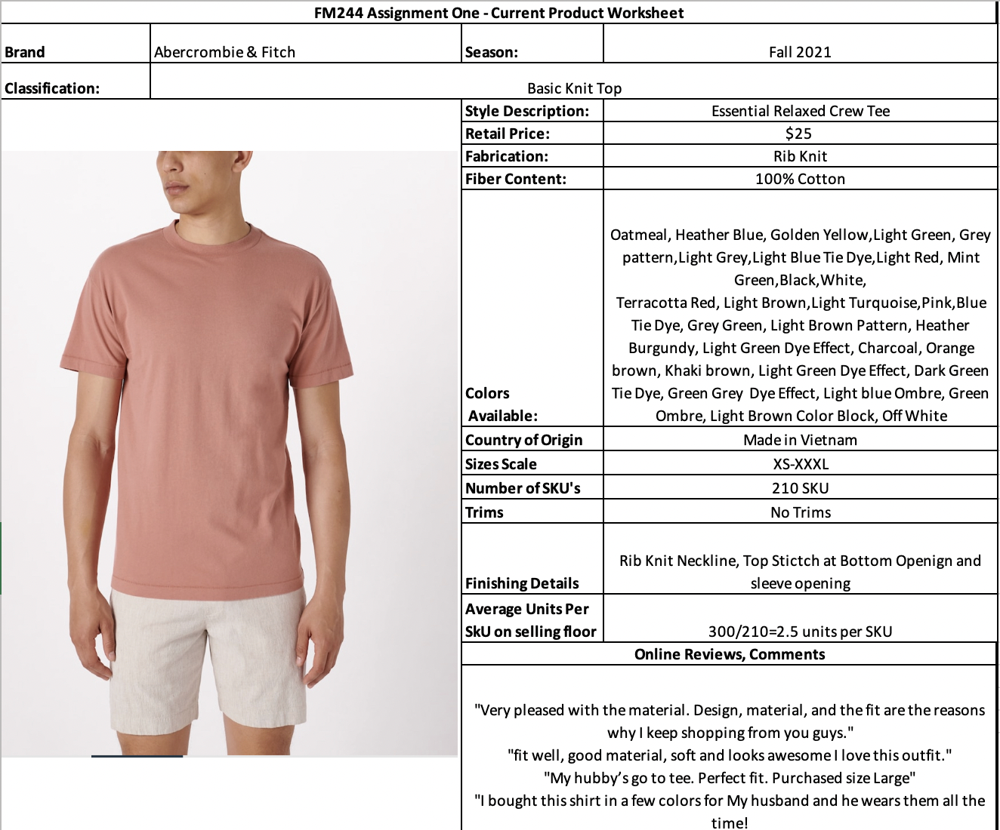 FM244 Assignment One - Current Product Worksheet
Brand
Abercrombie & Fitch
Season:
Fall 2021
Classification:
Basic Knit Top
Style Description:
Essential Relaxed Crew Tee
Retail Price:
$25
Fabrication:
Rib Knit
Fiber Content:
100% Cotton
Colors
Available:
Oatmeal, Heather Blue, Golden Yellow,Light Green, Grey
pattern,Light Grey,Light Blue Tie Dye,Light Red, Mint
Green,Black,White,
Terracotta Red, Light Brown,Light Turquoise,Pink,Blue
Tie Dye, Grey Green, Light Brown Pattern, Heather
Burgundy, Light Green Dye Effect, Charcoal, Orange
brown, Khaki brown, Light Green Dye Effect, Dark Green
Tie Dye, Green Grey  Dye Effect, Light blue Ombre, Green
Ombre, Light Brown Color Block, Off White
Country of Origin
Made in Vietnam
Sizes Scale
XS-XXXL
Number of SKU's
210 SKU
Trims
No Trims
Finishing Details
Rib Knit Neckline, Top Stictch at Bottom Openign and
sleeve opening
Average Units Per
SkU on selling floor
300/210=2.5 units per SKU
Online Reviews, Comments
"Very pleased with the material. Design, material, and the fit are the reasons
why I keep shopping from you guys."
"fit well, good material, soft and looks awesome I love this outfit."
"My hubby’s go to tee. Perfect fit. Purchased size Large"
"I bought this shirt in a few colors for My husband and he wears them all the
time!